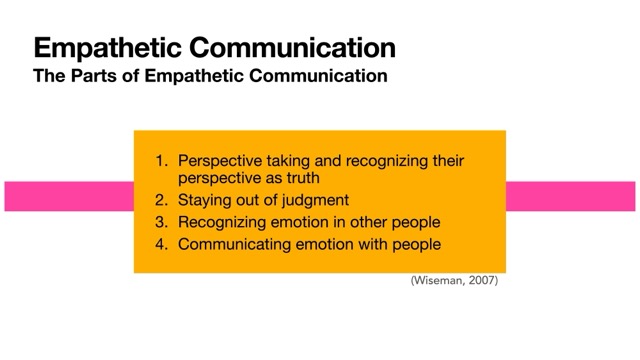 Empathetic Communication
The Parts of Empathetic Communication
1. Perspective taking and recognizing their
perspective as truth
2. Staying out of judgment
3. Recognizing emotion in other people
4. Communicating emotion with people
(Wiseman, 2007)